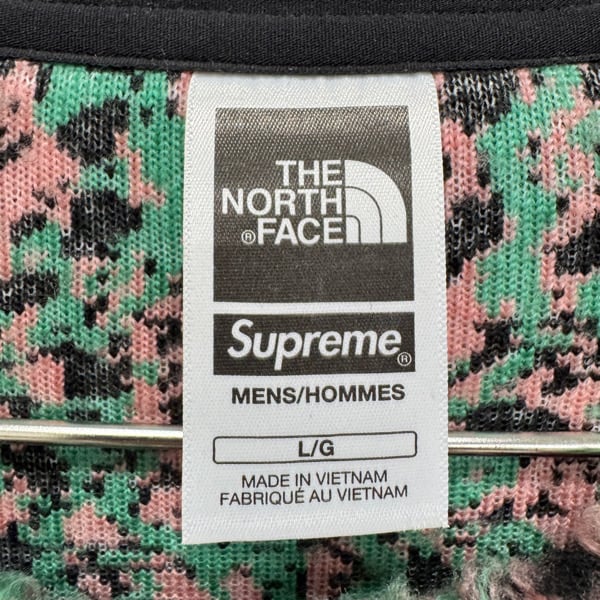 THE
NORTH
®FACE
Supreme®
MENS/HOMMES
L/G
MADE IN VIETNAM
FABRIQUÉ AU VIETNAM